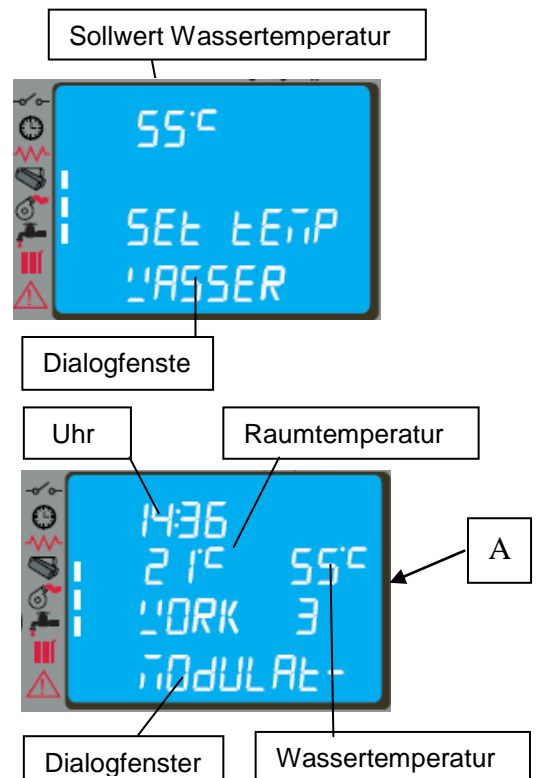 Sollwert Wassertemperatur
55°C
SEt tEMP
WASSER
Dialogfenste
Uhr
Raumtemperatur
14:36
21°C 55°C
A
WORK 3
MOdULAt-
Dialogfenster
Wassertemperatur